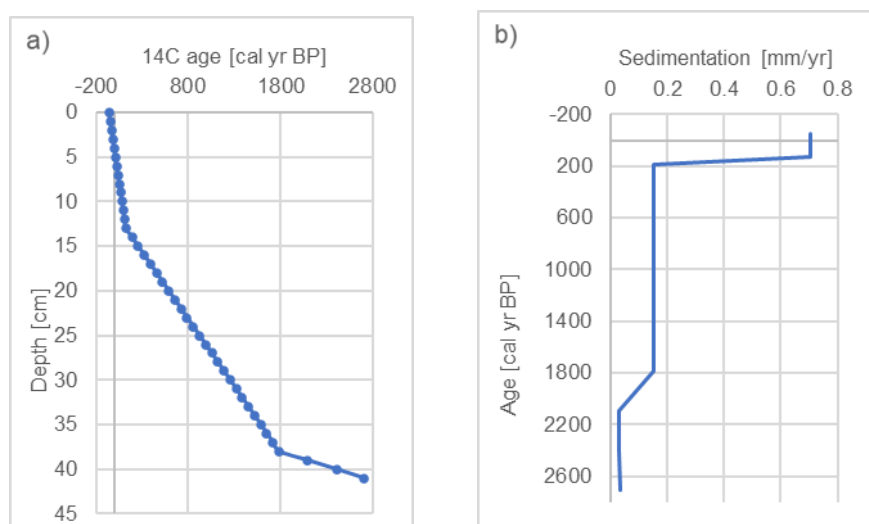 a)
14C age [cal yr BP]
-200 800 1800 2800
0
5
10
15
20
25
30
35
40
45
Depth [cm]
b)
Sedimentation [mm/yr]
0 0.2 0.4 0.6 0.8
-200
200
600
1000
1400
1800
2200
2600
Age [cal yr BP]